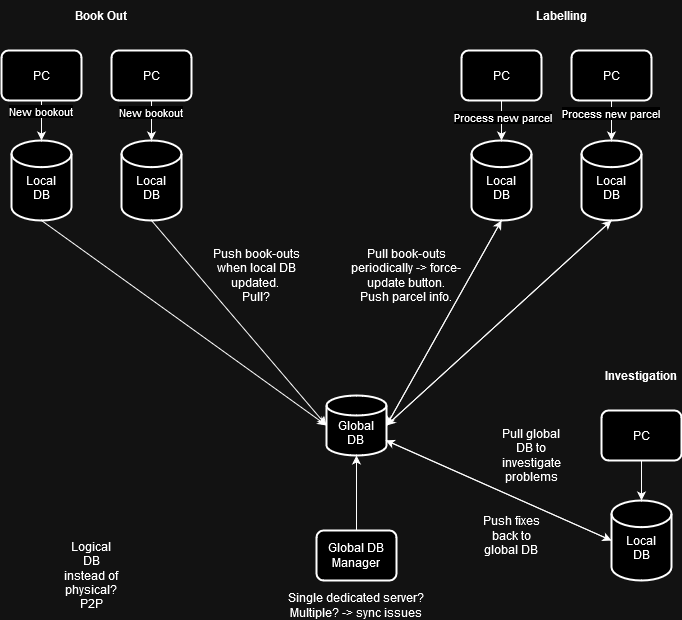 Book Out
Labelling
PC
PC
PC
PC
New bookout
New bookout
Process new parcel
Process new parcel
Local
DB
Local
DB
Local
DB
Local
DB
Push book-outs
when local DB
updated.
Pull?
Pull book-outs
periodically -> force-
update button.
Push parcel info.
Investigation
Global
DB
PC
Pull global
DB to
investigate
problems
Push fixes
back to
global DB
Local
DB
Logical
DB
instead of
physical?
P2P
Global DB
Manager
Single dedicated server?
Multiple? -> sync issues